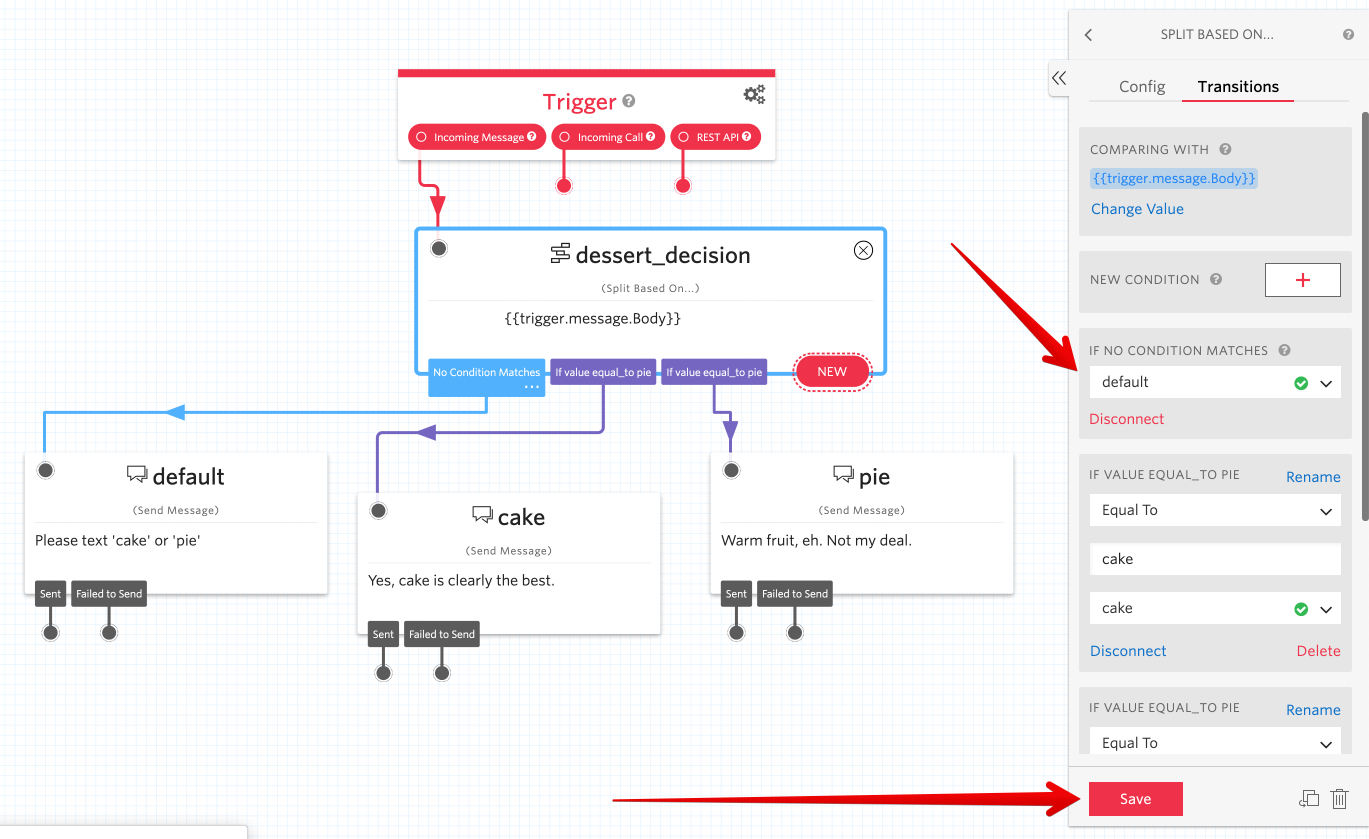 Trigger
Incoming Message
Incoming Call
REST API
dessert_decision
(Split Based On...)
{{trigger.message.Body}}
No Condition Matches
...
If value equal_to pie
If value equal_to pie
NEW
default
(Send Message)
Please text 'cake' or 'pie'
Sent
Failed to Send
cake
(Send Message)
Yes, cake is clearly the best.
Sent
Failed to Send
pie
(Send Message)
Warm fruit, eh. Not my deal.
Sent
Failed to Send
SPLIT BASED ON...
Config
Transitions
COMPARING WITH
{{trigger.message.Body}}
Change Value
NEW CONDITION
IF NO CONDITION MATCHES
default
Disconnect
IF VALUE EQUAL_TO PIE
Rename
Equal To
cake
cake
Disconnect
Delete
IF VALUE EQUAL_TO PIE
Rename
Equal To
Save